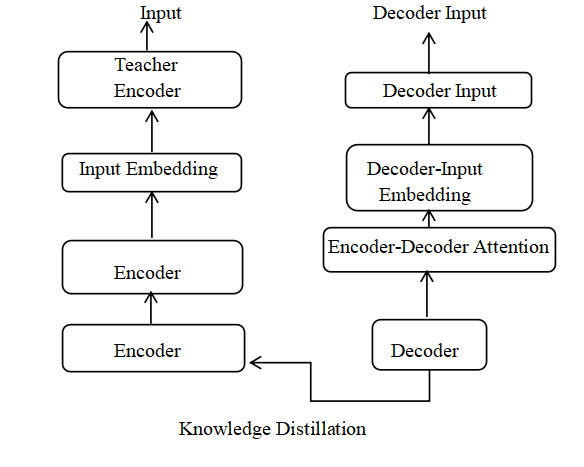 Input
Teacher
Encoder
Input Embedding
Encoder
Encoder
Decoder Input
Decoder Input
Decoder-Input
Embedding
Encoder-Decoder Attention
Decoder
Knowledge Distillation